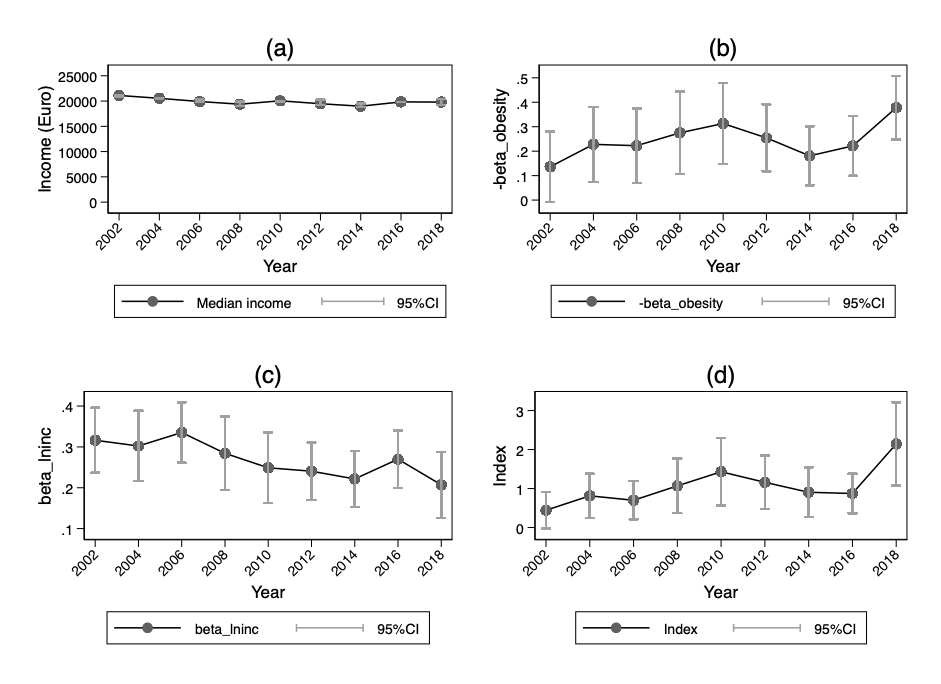 (a)
Income (Euro)
25000
20000
15000
10000
5000
0
2002 2004 2006 2008 2010 2012 2014 2016 2018
Year
Median income 95%CI
(b)
-beta_obesity
.5
.4
.3
.2
.1
0
2002 2004 2006 2008 2010 2012 2014 2016 2018
Year
-beta_obesity 95%CI
(c)
beta_lninc
.4
.3
.2
.1
2002 2004 2006 2008 2010 2012 2014 2016 2018
Year
beta_lninc 95%CI
(d)
Index
3
2
1
0
2002 2004 2006 2008 2010 2012 2014 2016 2018
Year
Index 95%CI